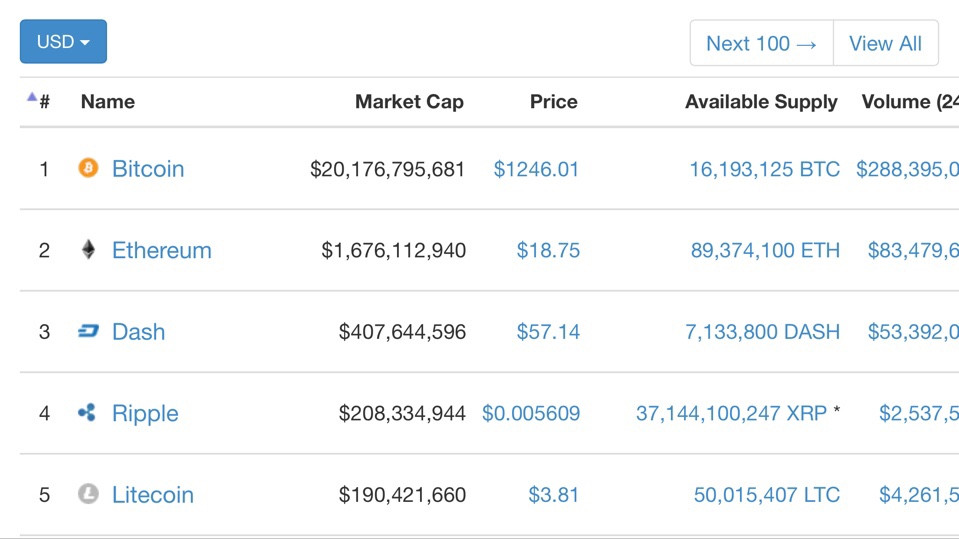 USD Next 100 → View All
# Name Market Cap Price Available Supply Volume (24
1 Bitcoin $20,176,795,681 $1246.01 16,193,125 BTC $288,395,0
2 Ethereum $1,676,112,940 $18.75 89,374,100 ETH $83,479,6
3 Dash $407,644,596 $57.14 7,133,800 DASH $53,392,0
4 Ripple $208,334,944 $0.005609 37,144,100,247 XRP * $2,537,5
5 Litecoin $190,421,660 $3.81 50,015,407 LTC $4,261,5